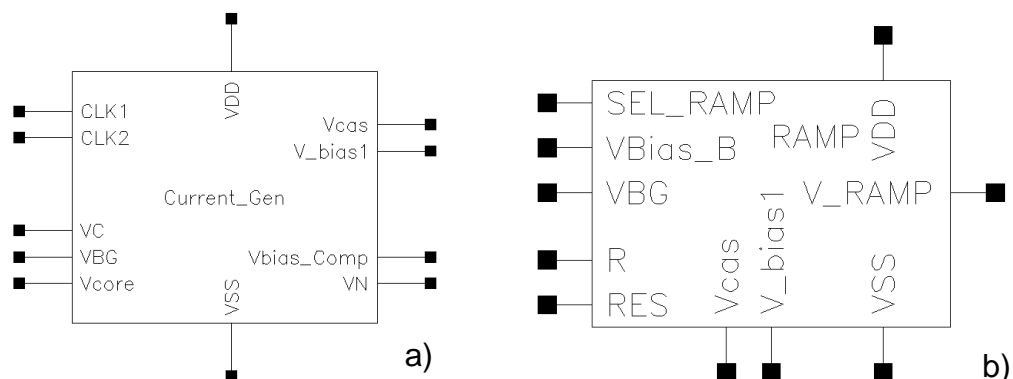 CLK1
CLK2
VDD
Vcas
V_bias1
Current_Gen
VC
VBG
Vcore
Vbias_Comp
VN
VSS
a)
SEL_RAMP
VBias_B
VBG
RAMP
VDD
V_RAMP
R
RES
Vcas
V_bias1
VSS
b)